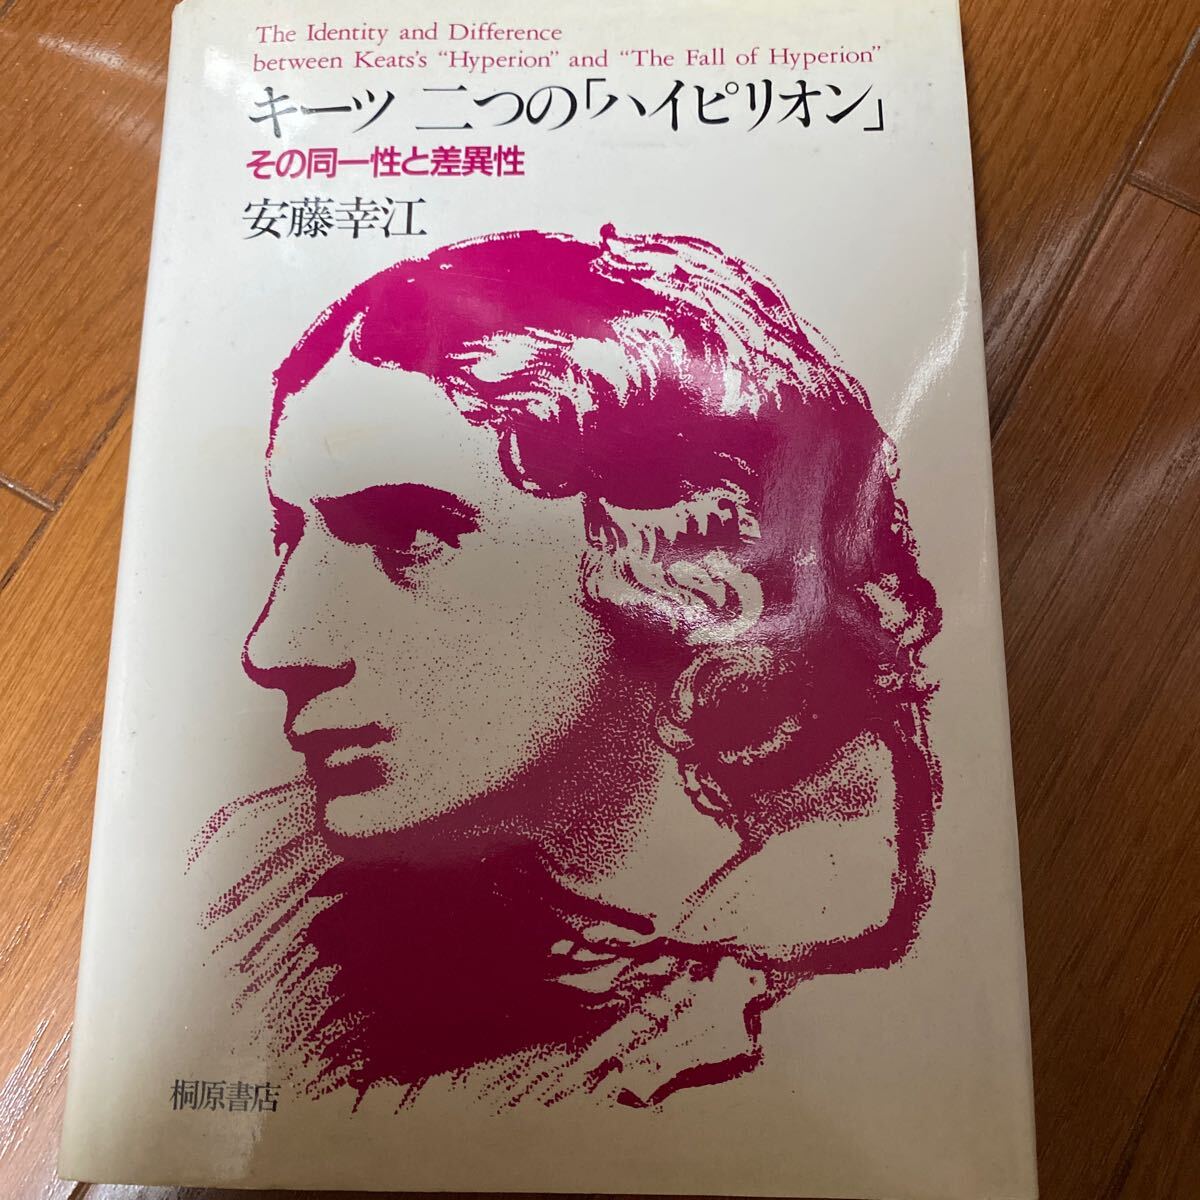 The Identity and Difference
between Keats's “Hyperion” and “The Fall of Hyperion”
キーツ 二つの「ハイピリオン」
その同一性と差異性
安藤幸江
桐原書店